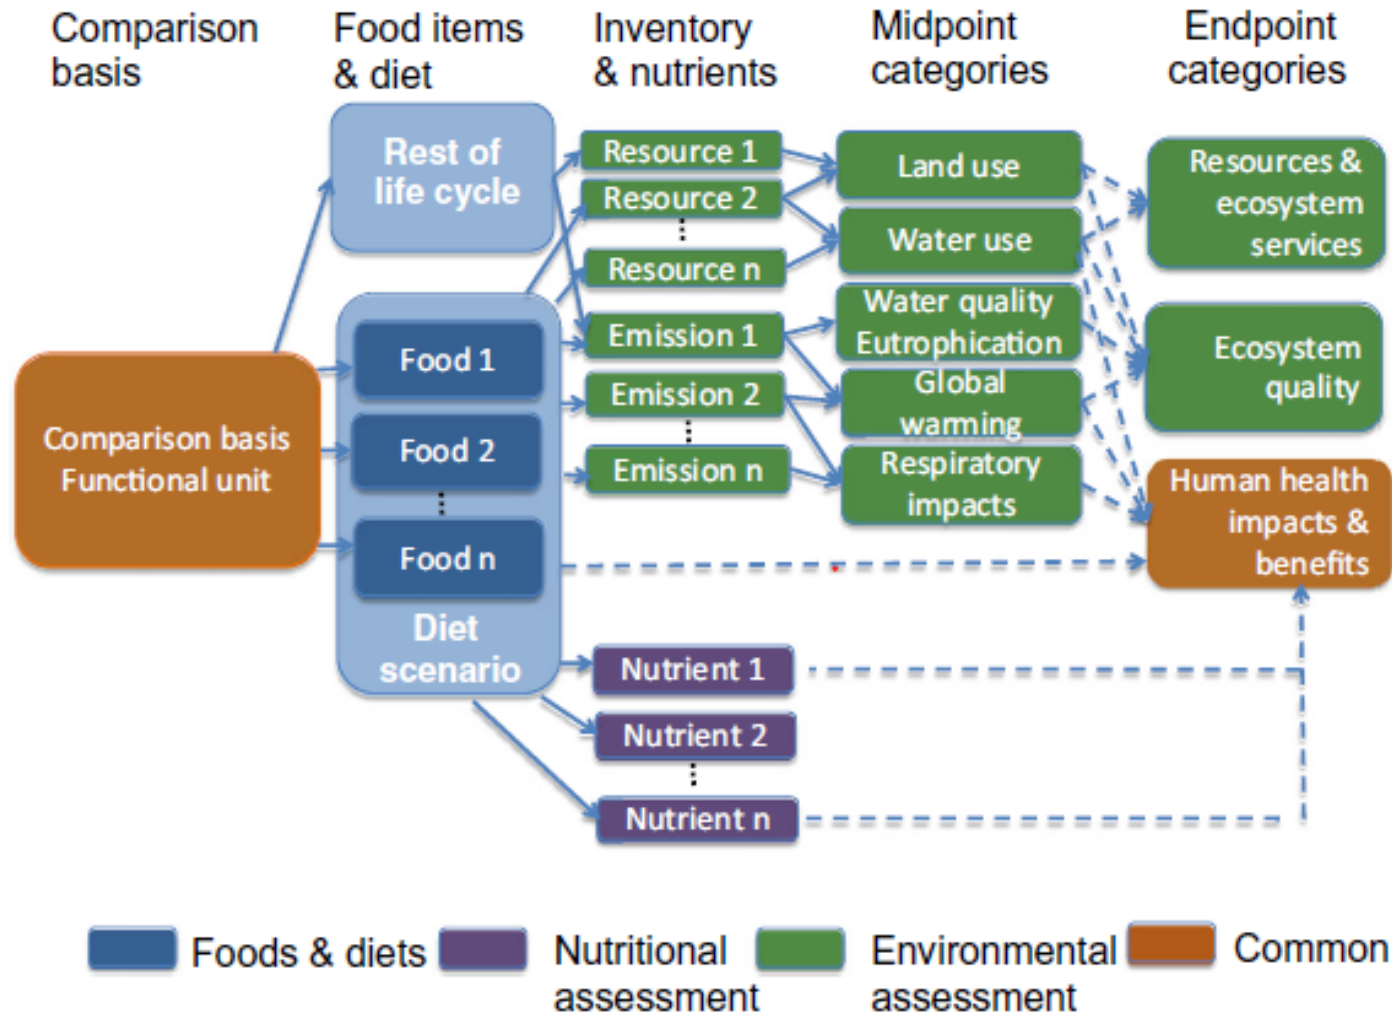 Comparison
basis
Food items
& diet
Inventory
& nutrients
Midpoint
categories
Endpoint
categories
Rest of
life cycle
Comparison basis
Functional unit
Food 1
Food 2
Food n
Diet
scenario
Resource 1
Resource 2
Resource n
Emission 1
Emission 2
Emission n
Nutrient 1
Nutrient 2
Nutrient n
Land use
Water use
Water quality
Eutrophication
Global
warming
Respiratory
impacts
Resources &
ecosystem
services
Ecosystem
quality
Human health
impacts &
benefits
Foods & diets
Nutritional
assessment
Environmental
assessment
Common